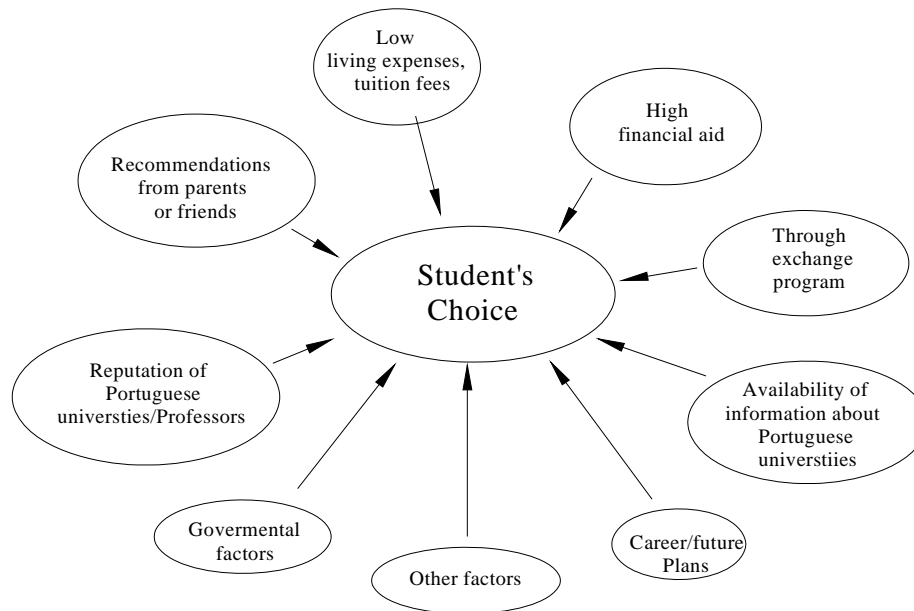 Low
living expenses,
tuition fees
High
financial aid
Recommendations
from parents
or friends
Through
exchange
program
Student's
Choice
Reputation of
Portuguese
universties/Professors
Availability of
information about
Portuguese
universtiies
Govermental
factors
Career/future
Plans
Other factors